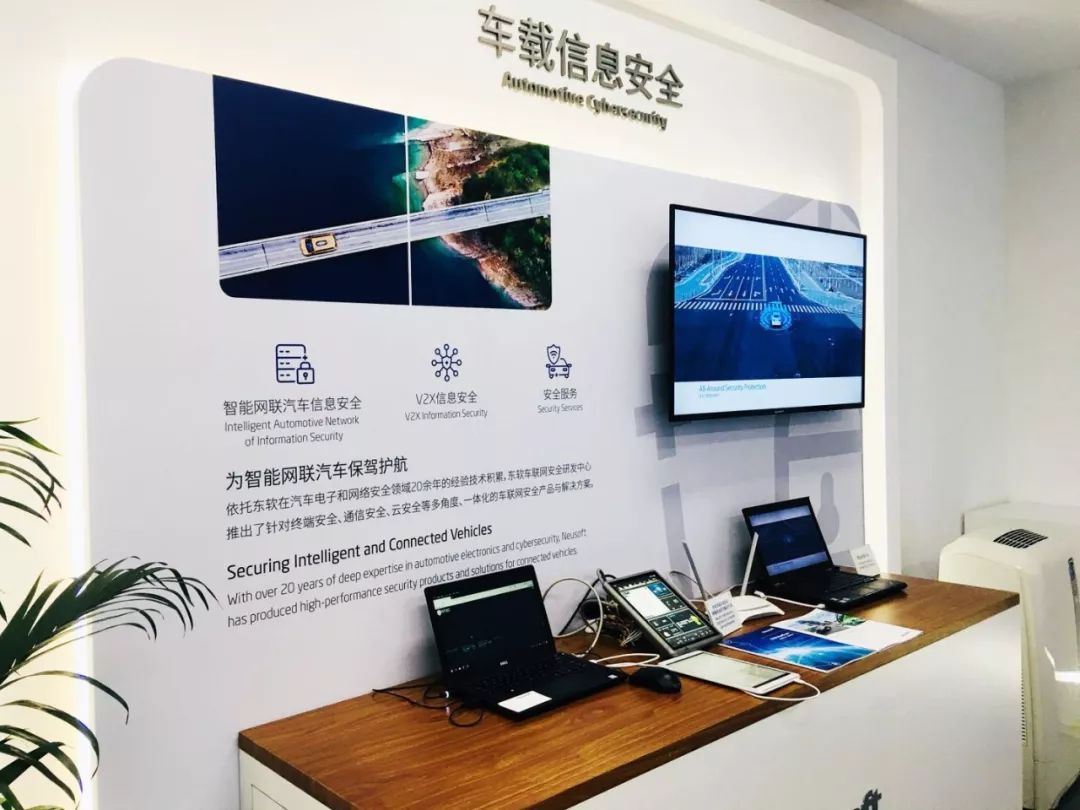 车载信息安全
Automotive Cybersecurity
智能网联汽车信息安全
Intelligent Automotive Network
of Information Security
V2X信息安全
V2X Information Security
安全服务
Security Services
为智能网联汽车保驾护航
依托东软在汽车电子和网络安全领域20余年的经验技术积累，东软车联网安全研发中心
推出了针对终端安全、通信安全、云安全等多角度、一体化的车联网安全产品与解决方案。
Securing Intelligent and Connected Vehicles
With over 20 years of deep expertise in automotive electronics and cybersecurity, Neusoft
has produced high-performance security products and solutions for connected vehicles.
All-Around Security Protection
DELL